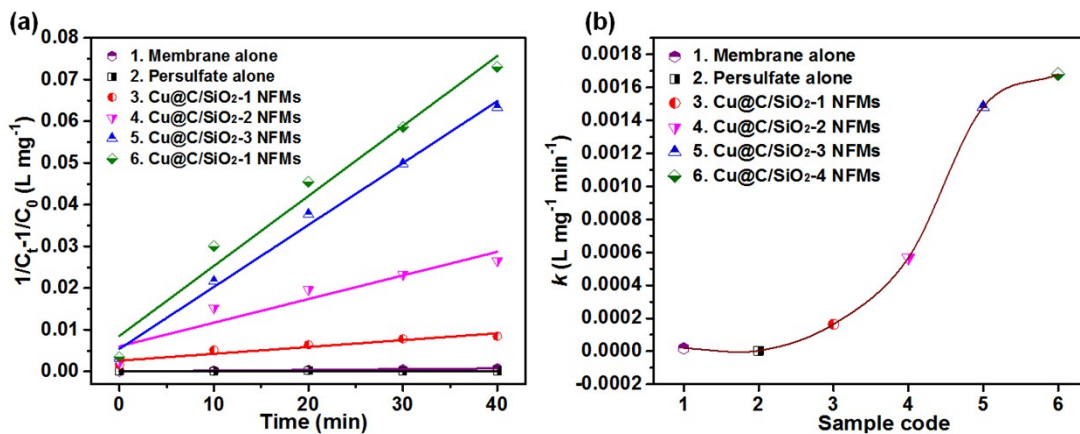 (a)
0.08
0.07
0.06
0.05
0.04
0.03
0.02
0.01
0.00
1/Cₜ-1/C₀ (L mg⁻¹)
1. Membrane alone
2. Persulfate alone
3. Cu@C/SiO₂-1 NFMs
4. Cu@C/SiO₂-2 NFMs
5. Cu@C/SiO₂-3 NFMs
6. Cu@C/SiO₂-1 NFMs
0 10 20 30 40
Time (min)
(b)
0.0018
0.0016
0.0014
0.0012
0.0010
0.0008
0.0006
0.0004
0.0002
0.0000
-0.0002
k (L mg⁻¹ min⁻¹)
1. Membrane alone
2. Persulfate alone
3. Cu@C/SiO₂-1 NFMs
4. Cu@C/SiO₂-2 NFMs
5. Cu@C/SiO₂-3 NFMs
6. Cu@C/SiO₂-4 NFMs
1 2 3 4 5 6
Sample code